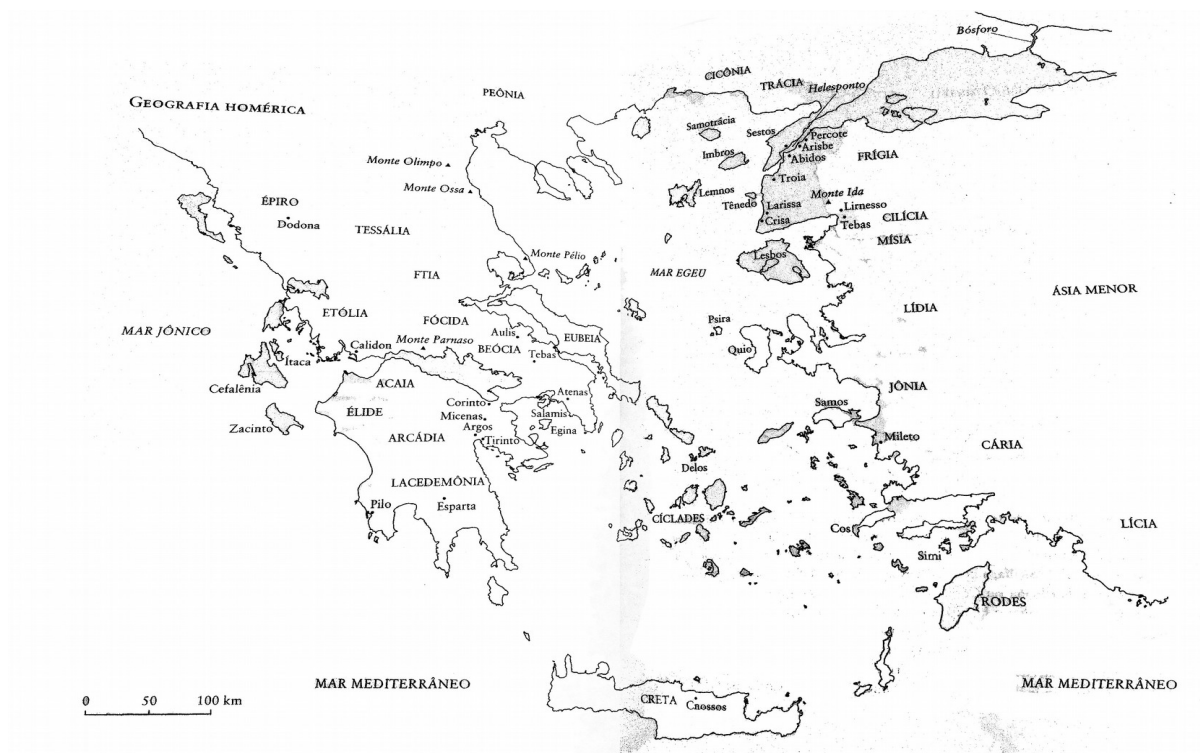 GEOGRAFIA HOMÉRICA
PEÔNIA
CICÔNIA
TRÁCIA
Helesponto
Bósforo
Samotrácia
Sestos
Percote
Arisbe
Abidos
Imbros
FRÍGIA
Monte Olimpo
Monte Ossa
Troia
Lemnos
Tênedo
Larissa
Monte Ida
Lirnesso
Crisa
Tebas
CILÍCIA
MÍSIA
ÉPIRO
Dodona
TESSÁLIA
Monte Pélio
MAR EGEU
Lesbos
FTIA
ÁSIA MENOR
LÍDIA
MAR JÔNICO
ETÓLIA
FÓCIDA
Aulis
EUBEIA
Psira
Calidon
Monte Parnaso
BEÓCIA
Tebas
Quio
Ítaca
Cefalênia
ACAIA
Atenas
JÔNIA
Zacinto
ÉLIDE
Corinto
Salamis
Samos
Micenas
Egina
Argos
ARCÁDIA
Tirinto
Mileto
CÁRIA
Delos
LACEDEMÔNIA
Pilo
Esparta
CÍCLADES
Cos
LÍCIA
Simi
RODES
MAR MEDITERRÂNEO
CRETA
Cnossos
MAR MEDITERRÂNEO
0 50 100 km